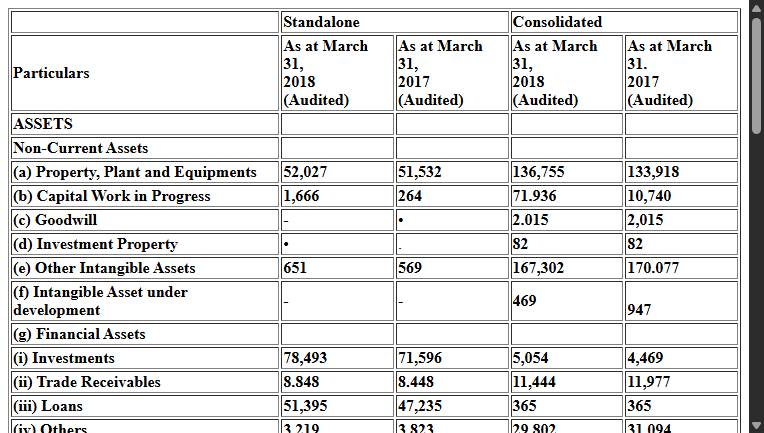 Standalone Consolidated
Particulars As at March 31, 2018 (Audited) As at March 31, 2017 (Audited) As at March 31, 2018 (Audited) As at March 31. 2017 (Audited)
ASSETS
Non-Current Assets
(a) Property, Plant and Equipments 52,027 51,532 136,755 133,918
(b) Capital Work in Progress 1,666 264 71.936 10,740
(c) Goodwill - • 2.015 2,015
(d) Investment Property • . 82 82
(e) Other Intangible Assets 651 569 167,302 170.077
(f) Intangible Asset under development - - 469 947
(g) Financial Assets
(i) Investments 78,493 71,596 5,054 4,469
(ii) Trade Receivables 8.848 8.448 11,444 11,977
(iii) Loans 51,395 47,235 365 365
(iv) Others 3,219 3,823 29,802 31,094